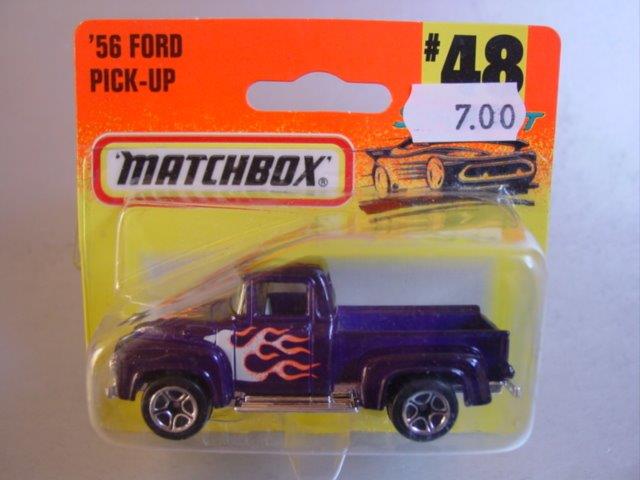 '56 FORD
PICK-UP
#48
7.00
MATCHBOX®